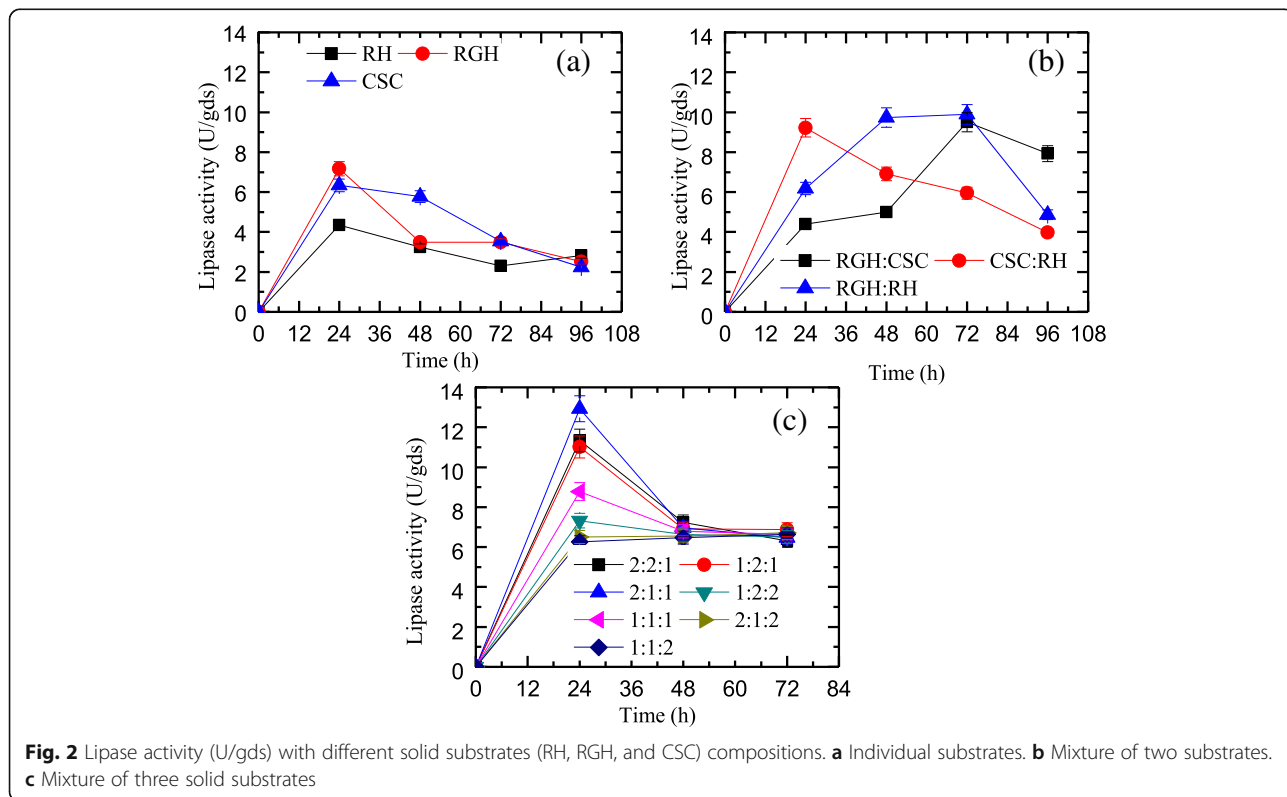 14
12
10
8
6
4
2
0
Lipase activity (U/gds)
RH RGH
CSC
(a)
0 12 24 36 48 60 72 84 96 108
Time (h)
14
12
10
8
6
4
2
0
Lipase activity (U/gds)
(b)
RGH:CSC CSC:RH
RGH:RH
0 12 24 36 48 60 72 84 96 108
Time (h)
14
12
10
8
6
4
2
0
Lipase activity (U/gds)
(c)
2:2:1 1:2:1
2:1:1 1:2:2
1:1:1 2:1:2
1:1:2
0 12 24 36 48 60 72 84
Time (h)
Fig. 2 Lipase activity (U/gds) with different solid substrates (RH, RGH, and CSC) compositions. a Individual substrates. b Mixture of two substrates.
c Mixture of three solid substrates